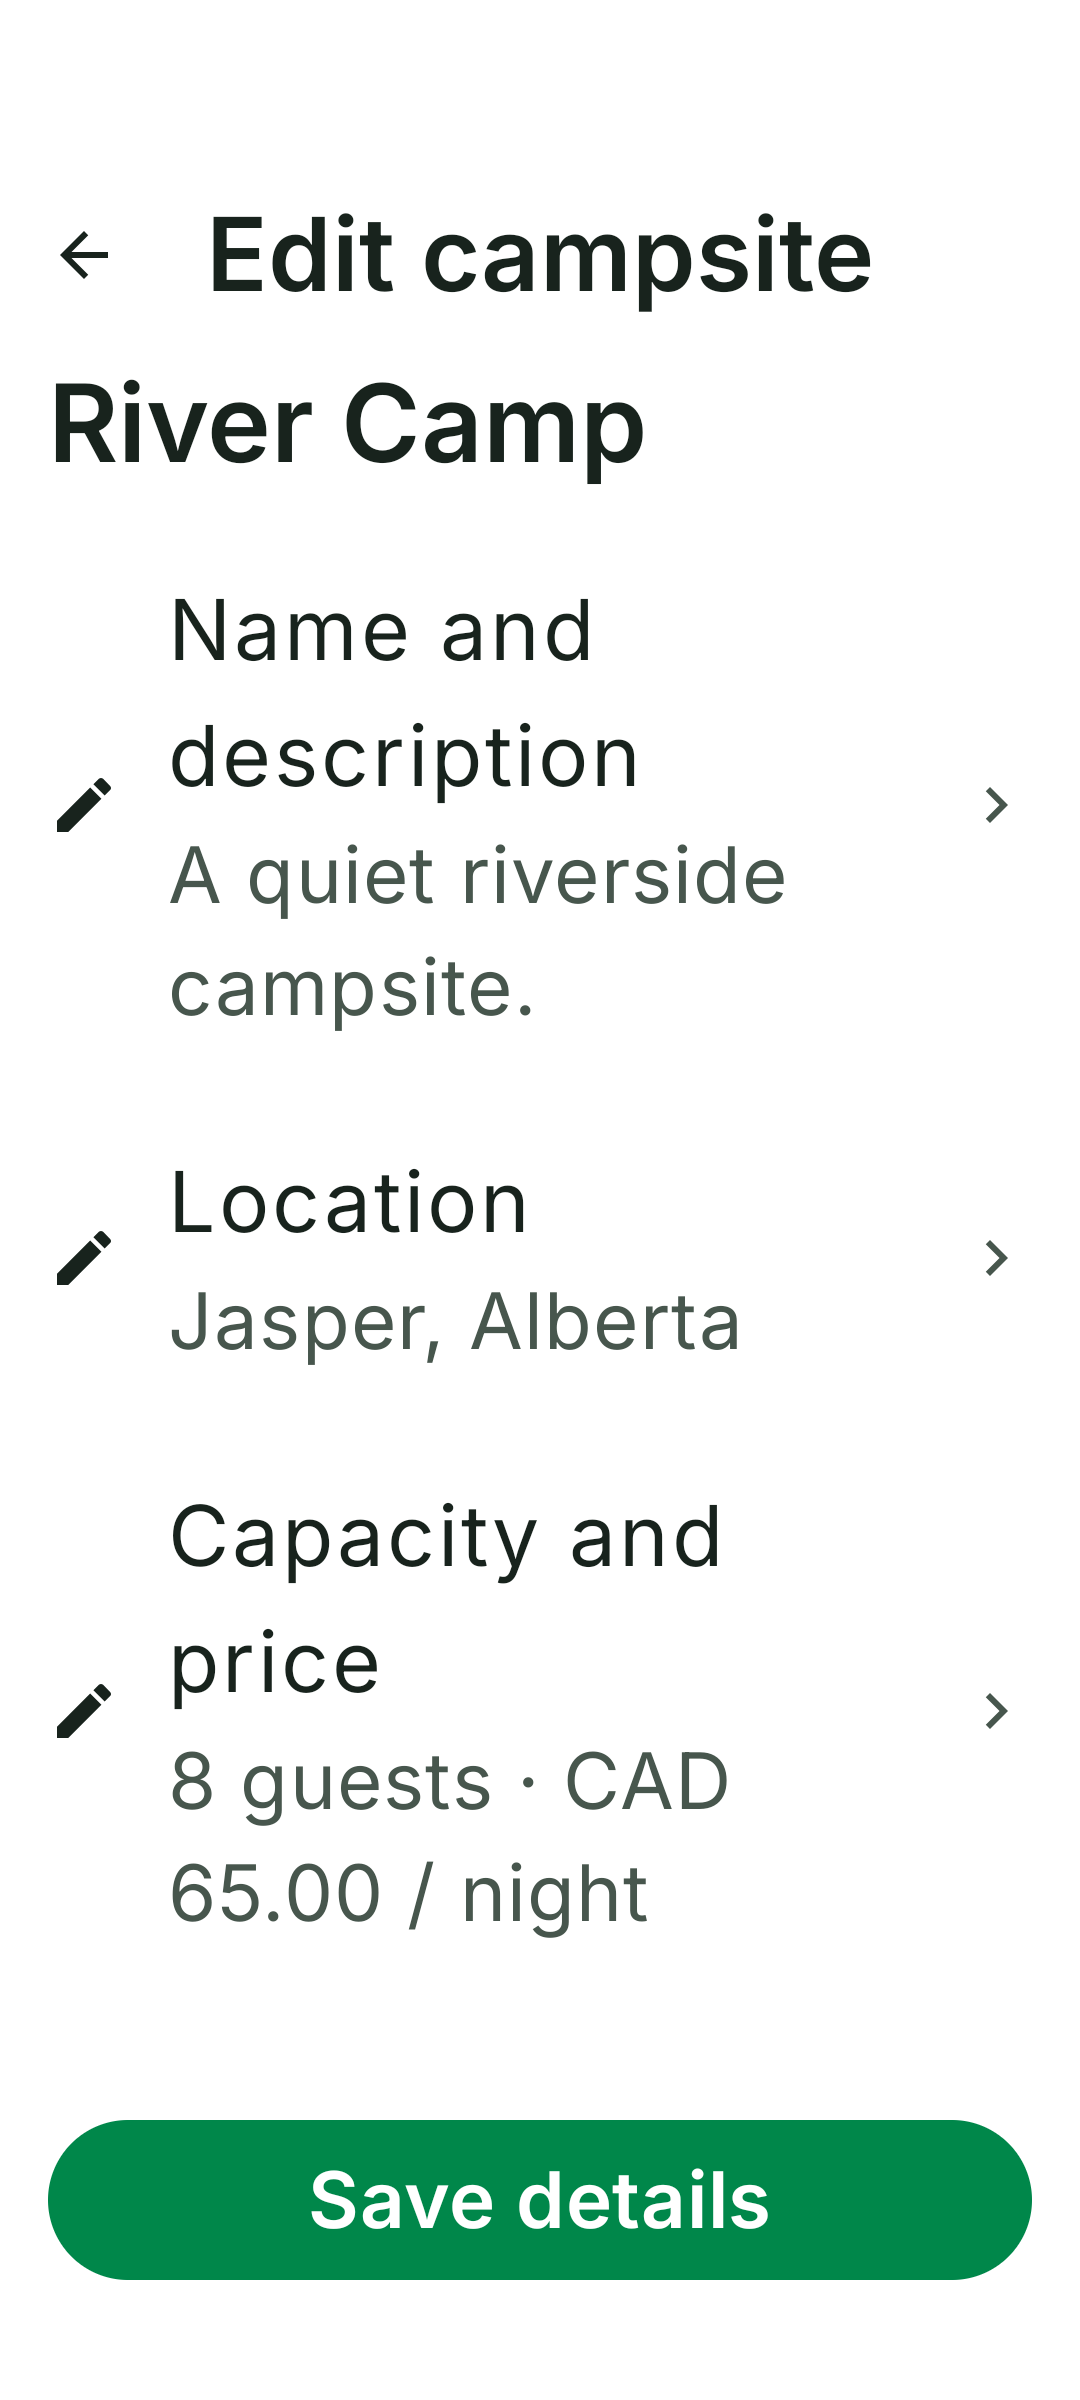 Edit campsite
River Camp
Name and
description
A quiet riverside
campsite.
Location
Jasper, Alberta
Capacity and
price
8 guests · CAD
65.00 / night
Save details